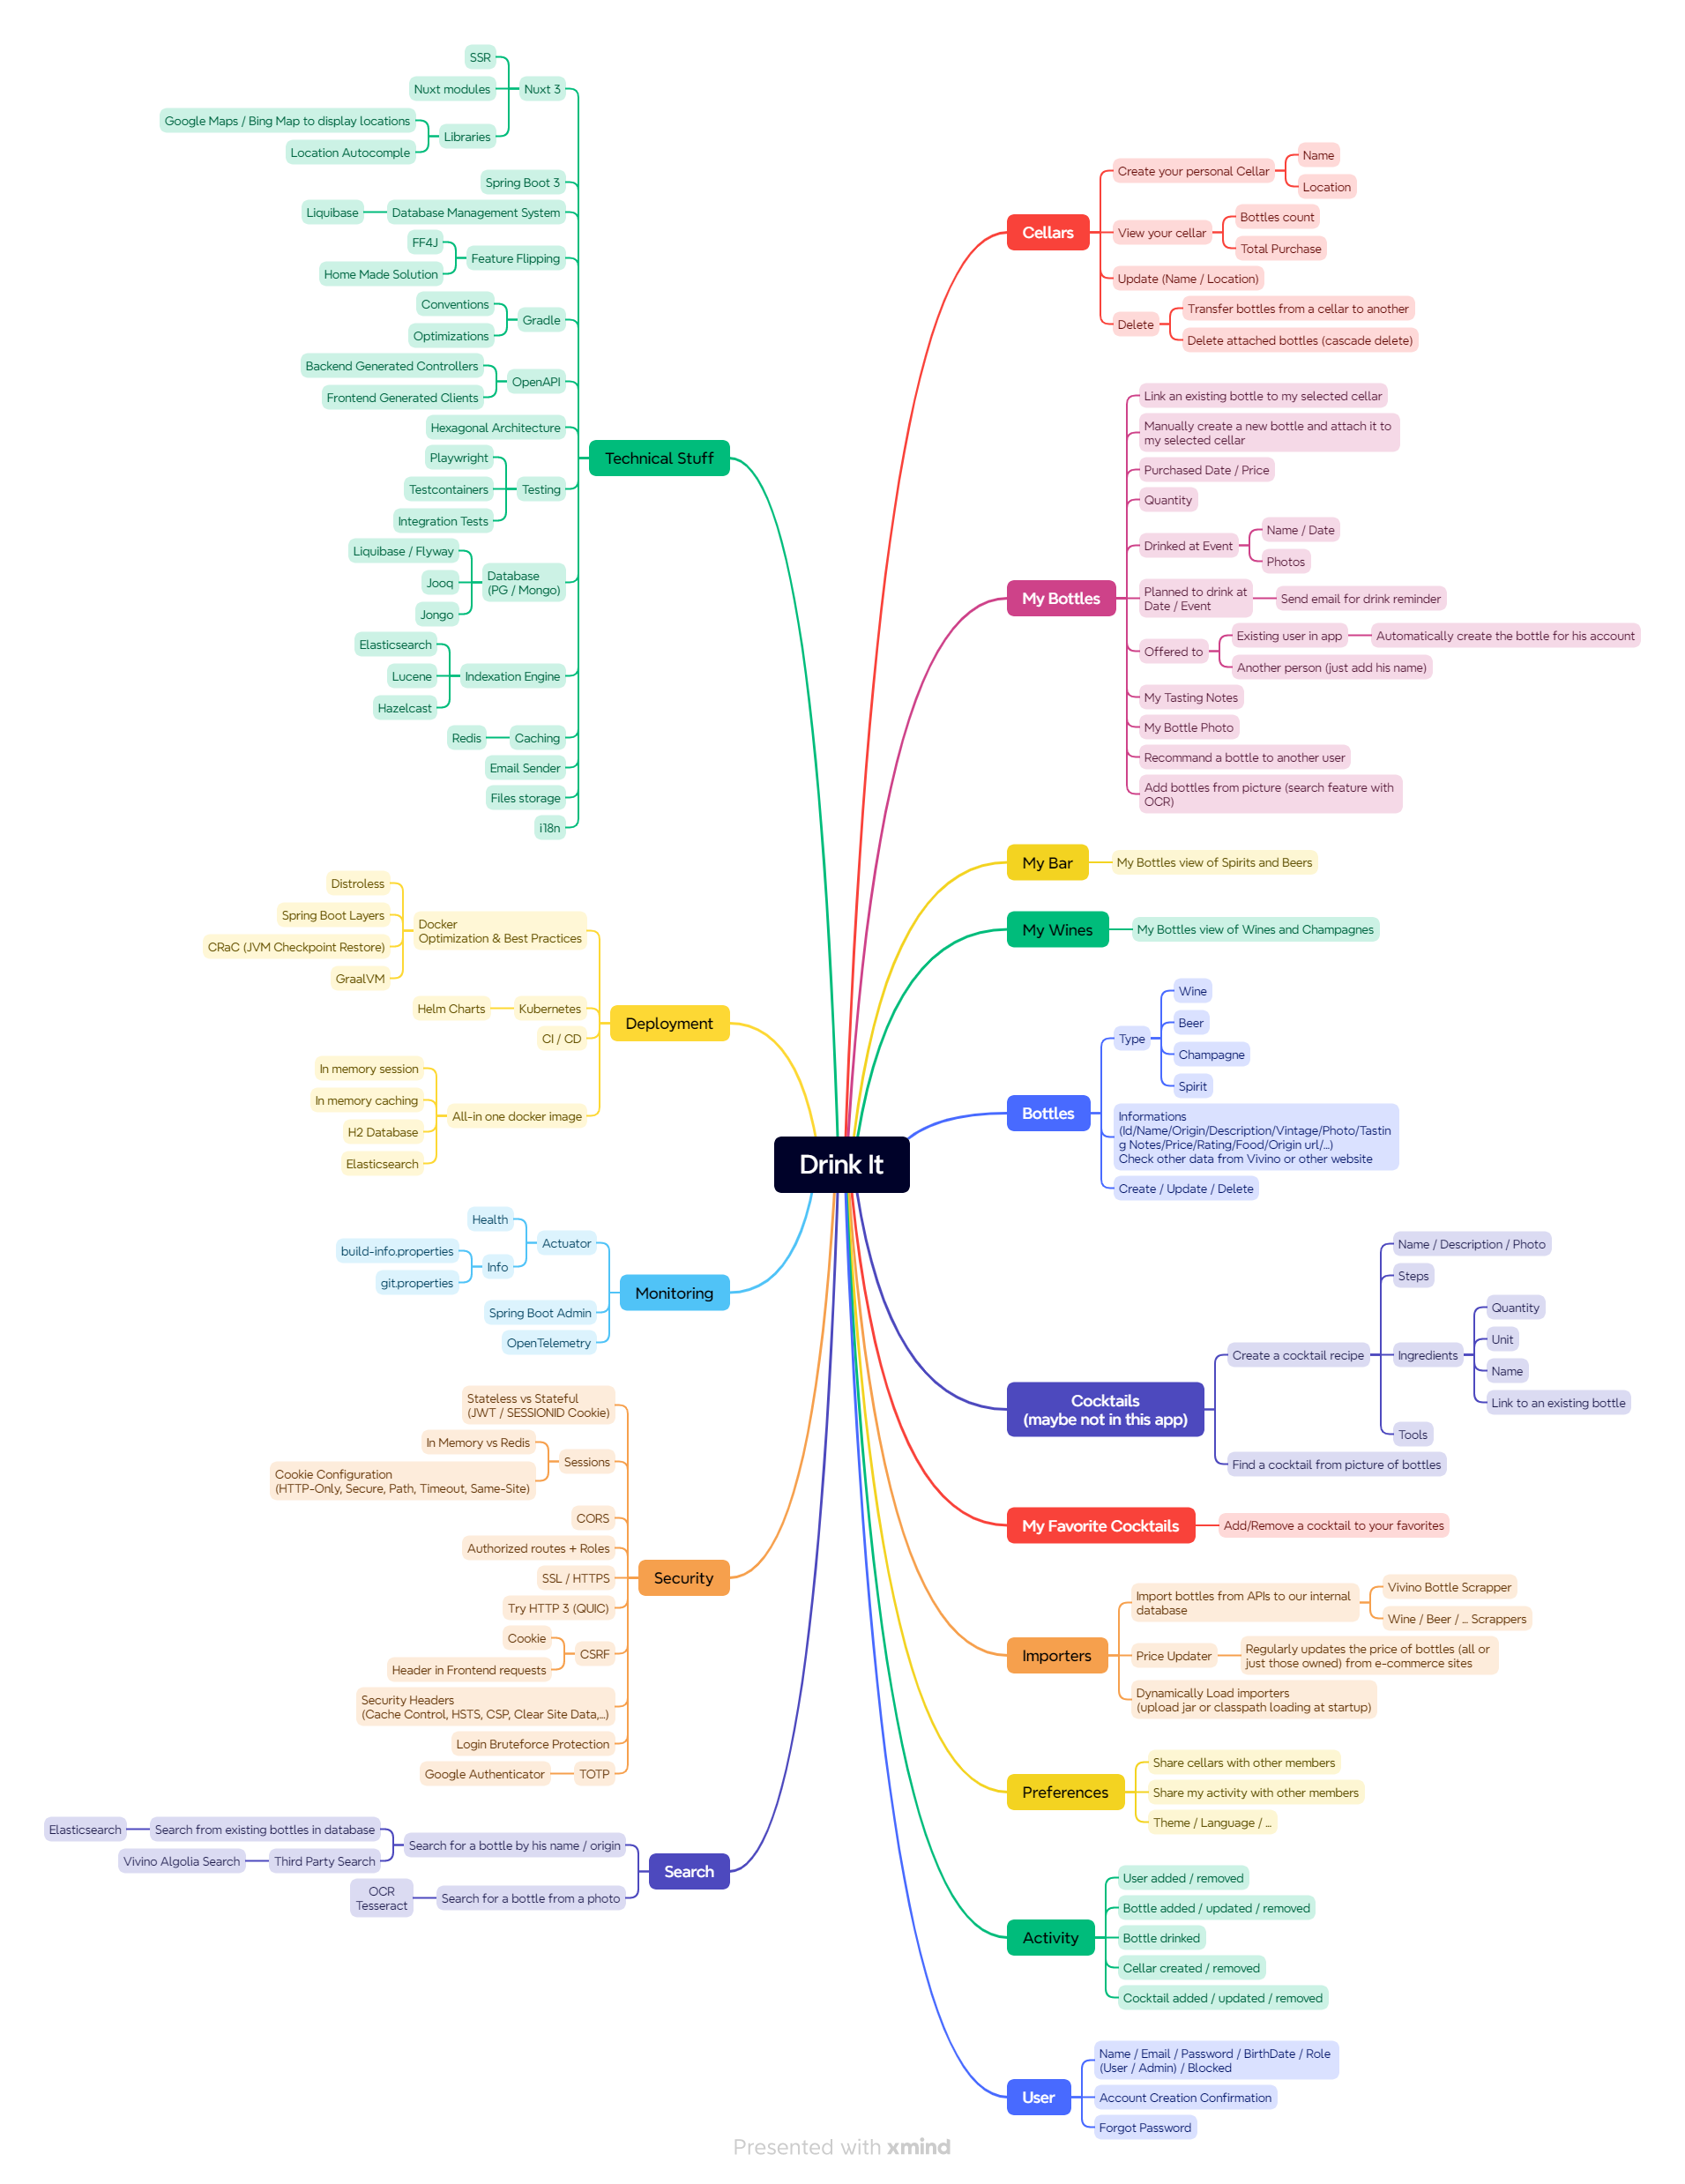 Drink It
Cellars
Create your personal Cellar
Name
Location
View your cellar
Bottles count
Total Purchase
Update (Name / Location)
Delete
Transfer bottles from a cellar to another
Delete attached bottles (cascade delete)
My Bottles
Link an existing bottle to my selected cellar
Manually create a new bottle and attach it to
my selected cellar
Purchased Date / Price
Quantity
Drinked at Event
Name / Date
Photos
Planned to drink at
Date / Event
Send email for drink reminder
Offered to
Existing user in app
Automatically create the bottle for his account
Another person (just add his name)
My Tasting Notes
My Bottle Photo
Recommand a bottle to another user
Add bottles from picture (search feature with
OCR)
My Bar
My Bottles view of Spirits and Beers
My Wines
My Bottles view of Wines and Champagnes
Bottles
Type
Wine
Beer
Champagne
Spirit
Informations
(Id/Name/Origin/Description/Vintage/Photo/Tastin
g Notes/Price/Rating/Food/Origin url/...)
Check other data from Vivino or other website
Create / Update / Delete
Cocktails
(maybe not in this app)
Create a cocktail recipe
Name / Description / Photo
Steps
Ingredients
Quantity
Unit
Name
Link to an existing bottle
Tools
Find a cocktail from picture of bottles
My Favorite Cocktails
Add/Remove a cocktail to your favorites
Importers
Import bottles from APIs to our internal
database
Vivino Bottle Scrapper
Wine / Beer / ... Scrappers
Price Updater
Regularly updates the price of bottles (all or
just those owned) from e-commerce sites
Dynamically Load importers
(upload jar or classpath loading at startup)
Preferences
Share cellars with other members
Share my activity with other members
Theme / Language / ...
Activity
User added / removed
Bottle added / updated / removed
Bottle drinked
Cellar created / removed
Cocktail added / updated / removed
User
Name / Email / Password / BirthDate / Role
(User / Admin) / Blocked
Account Creation Confirmation
Forgot Password
Technical Stuff
Nuxt 3
SSR
Nuxt modules
Libraries
Google Maps / Bing Map to display locations
Location Autocomple
Spring Boot 3
Database Management System
Liquibase
Feature Flipping
FF4J
Home Made Solution
Gradle
Conventions
Optimizations
OpenAPI
Backend Generated Controllers
Frontend Generated Clients
Hexagonal Architecture
Testing
Playwright
Testcontainers
Integration Tests
Database
(PG / Mongo)
Liquibase / Flyway
Jooq
Jongo
Indexation Engine
Elasticsearch
Lucene
Hazelcast
Caching
Redis
Email Sender
Files storage
i18n
Deployment
Docker
Optimization & Best Practices
Distroless
Spring Boot Layers
CRaC (JVM Checkpoint Restore)
GraalVM
Kubernetes
Helm Charts
CI / CD
All-in one docker image
In memory session
In memory caching
H2 Database
Elasticsearch
Monitoring
Actuator
Health
Info
build-info.properties
git.properties
Spring Boot Admin
OpenTelemetry
Security
Stateless vs Stateful
(JWT / SESSIONID Cookie)
Sessions
In Memory vs Redis
Cookie Configuration
(HTTP-Only, Secure, Path, Timeout, Same-Site)
CORS
Authorized routes + Roles
SSL / HTTPS
Try HTTP 3 (QUIC)
CSRF
Cookie
Header in Frontend requests
Security Headers
(Cache Control, HSTS, CSP, Clear Site Data,...)
Login Bruteforce Protection
TOTP
Google Authenticator
Search
Search for a bottle by his name / origin
Search from existing bottles in database
Elasticsearch
Third Party Search
Vivino Algolia Search
Search for a bottle from a photo
OCR
Tesseract
Presented with xmind